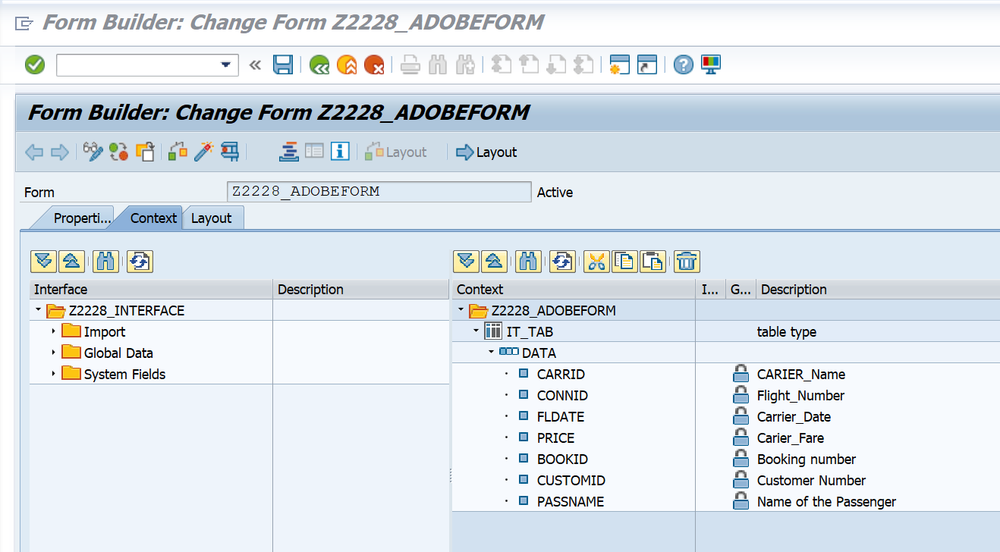 Form Builder: Change Form Z2228_ADOBEFORM
Form Builder: Change Form Z2228_ADOBEFORM
Layout Layout
Form Z2228_ADOBEFORM Active
Properti... Context Layout
Interface Description Context I... G... Description
Z2228_INTERFACE Z2228_ADOBEFORM
Import IT_TAB table type
Global Data DATA
System Fields CARRID CARIER_Name
CONNID Flight_Number
FLDATE Carrier_Date
PRICE Carier_Fare
BOOKID Booking number
CUSTOMID Customer Number
PASSNAME Name of the Passenger